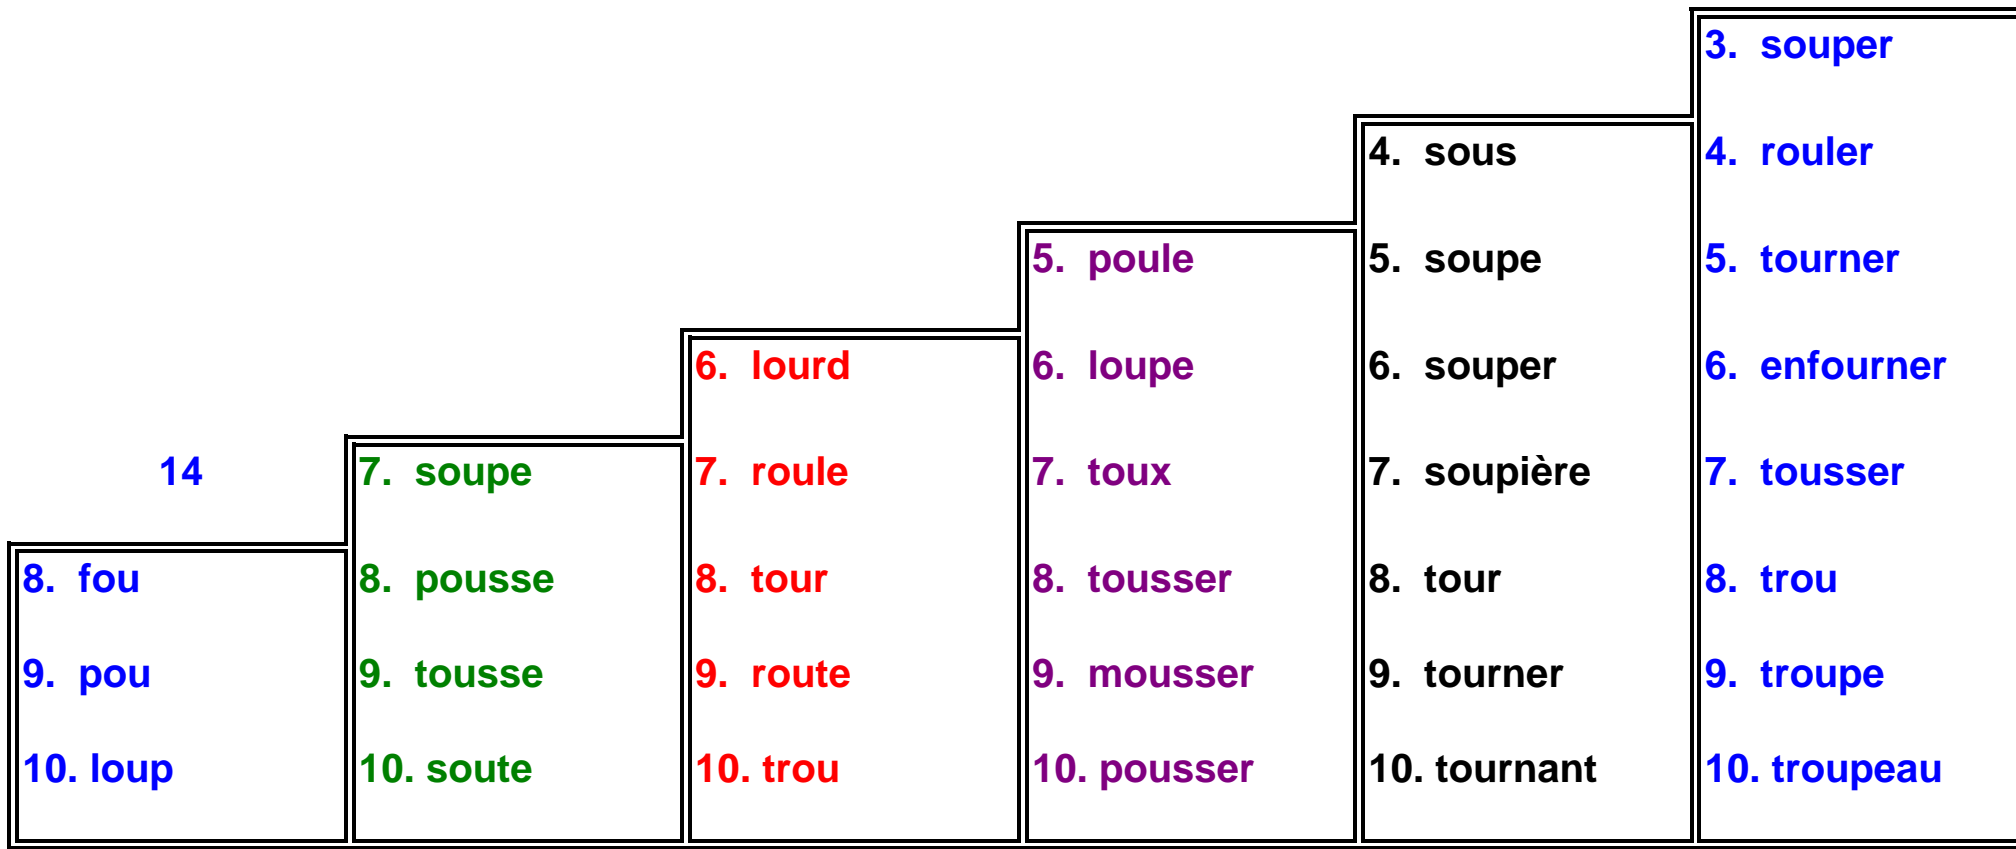 14
8. fou
9. pou
10. loup
7. soupe
8. pousse
9. tousse
10. soute
6. lourd
7. roule
8. tour
9. route
10. trou
5. poule
6. loupe
7. toux
8. tousser
9. mousser
10. pousser
4. sous
5. soupe
6. souper
7. soupière
8. tour
9. tourner
10. tournant
3. souper
4. rouler
5. tourner
6. enfourner
7. tousser
8. trou
9. troupe
10. troupeau